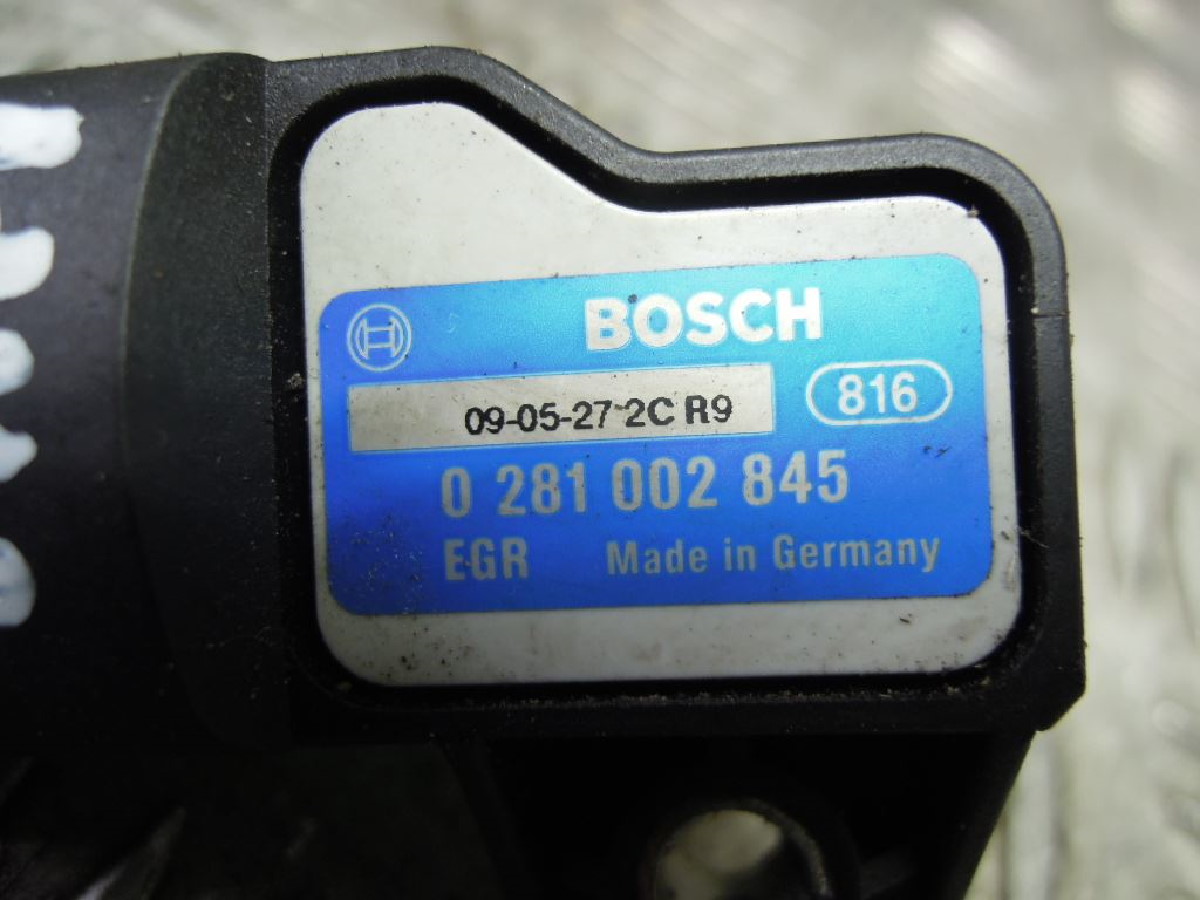 BOSCH
09-05-27 2C R9
816
0 281 002 845
EGR Made in Germany